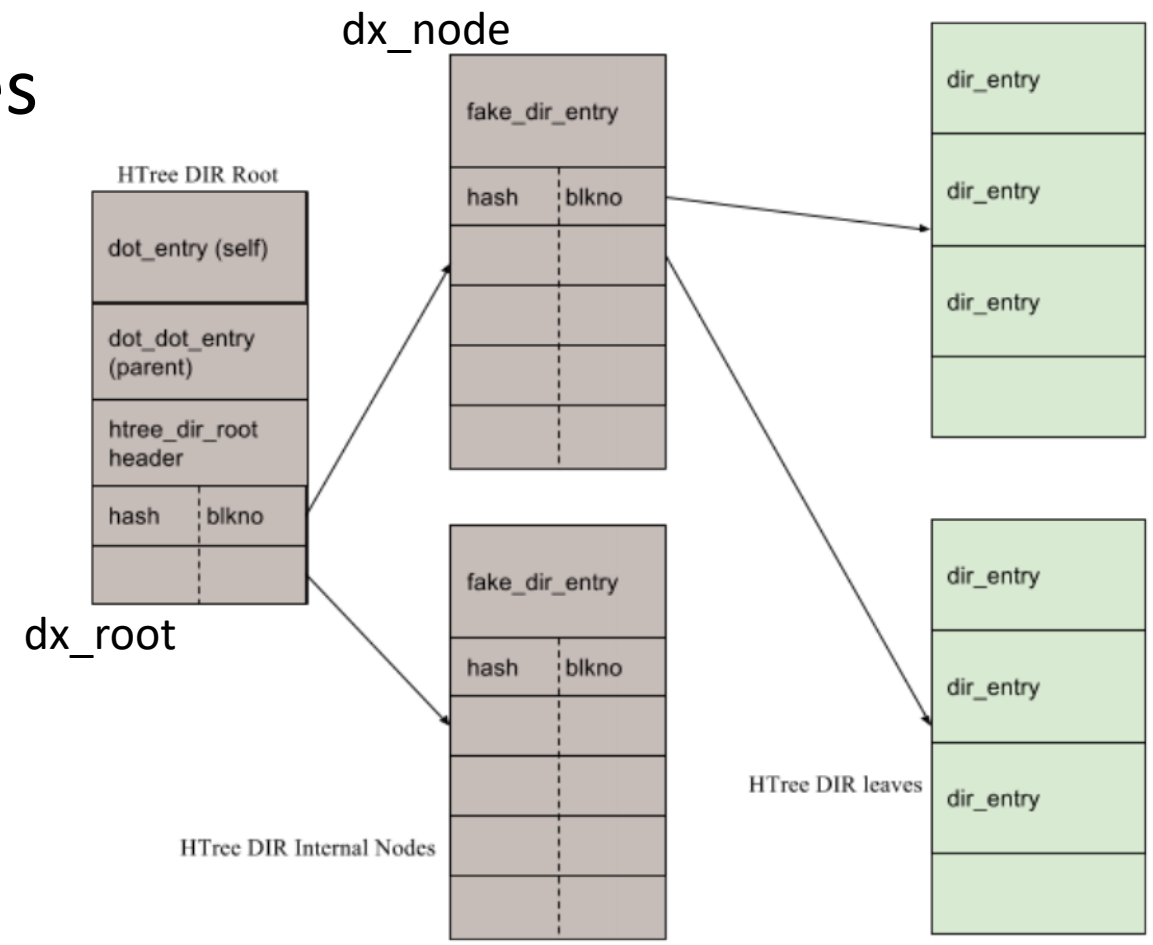 dx_node
HTree DIR Root
dot_entry (self)
dot_dot_entry
(parent)
htree_dir_root
header
hash blkno
dx_root
fake_dir_entry
hash blkno
fake_dir_entry
hash blkno
HTree DIR Internal Nodes
dir_entry
dir_entry
dir_entry
dir_entry
dir_entry
dir_entry
HTree DIR leaves